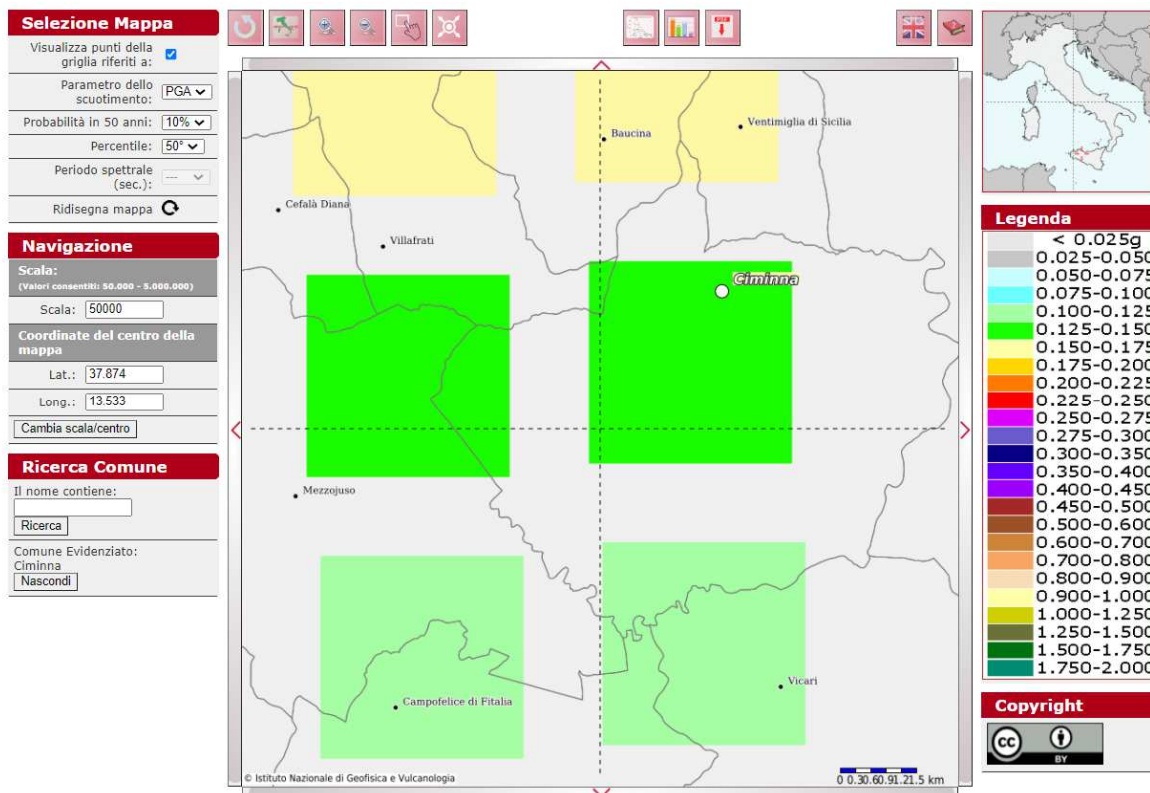 Selezione Mappa
Visualizza punti della
griglia riferiti a:
Parametro dello
scuotimento: PGA
Probabilità in 50 anni: 10%
Percentile: 50°
Periodo spettrale
(sec.): ---
Ridisegna mappa
Navigazione
Scala:
(Valori consentiti: 50.000 - 5.000.000)
Scala: 50000
Coordinate del centro della
mappa
Lat.: 37.874
Long.: 13.533
Cambia scala/centro
Ricerca Comune
Il nome contiene:
Ricerca
Comune Evidenziato:
Ciminna
Nascondi
PDF
Baucina
Ventimiglia di Sicilia
Cefalà Diana
Villafrati
Ciminna
Mezzojuso
Campofelice di Fitalia
Vicari
© Istituto Nazionale di Geofisica e Vulcanologia
0 0.30.60.91.21.5 km
Legenda
< 0.025g
0.025-0.050
0.050-0.075
0.075-0.100
0.100-0.125
0.125-0.150
0.150-0.175
0.175-0.200
0.200-0.225
0.225-0.250
0.250-0.275
0.275-0.300
0.300-0.350
0.350-0.400
0.400-0.450
0.450-0.500
0.500-0.600
0.600-0.700
0.700-0.800
0.800-0.900
0.900-1.000
1.000-1.250
1.250-1.500
1.500-1.750
1.750-2.000
Copyright
cc
BY